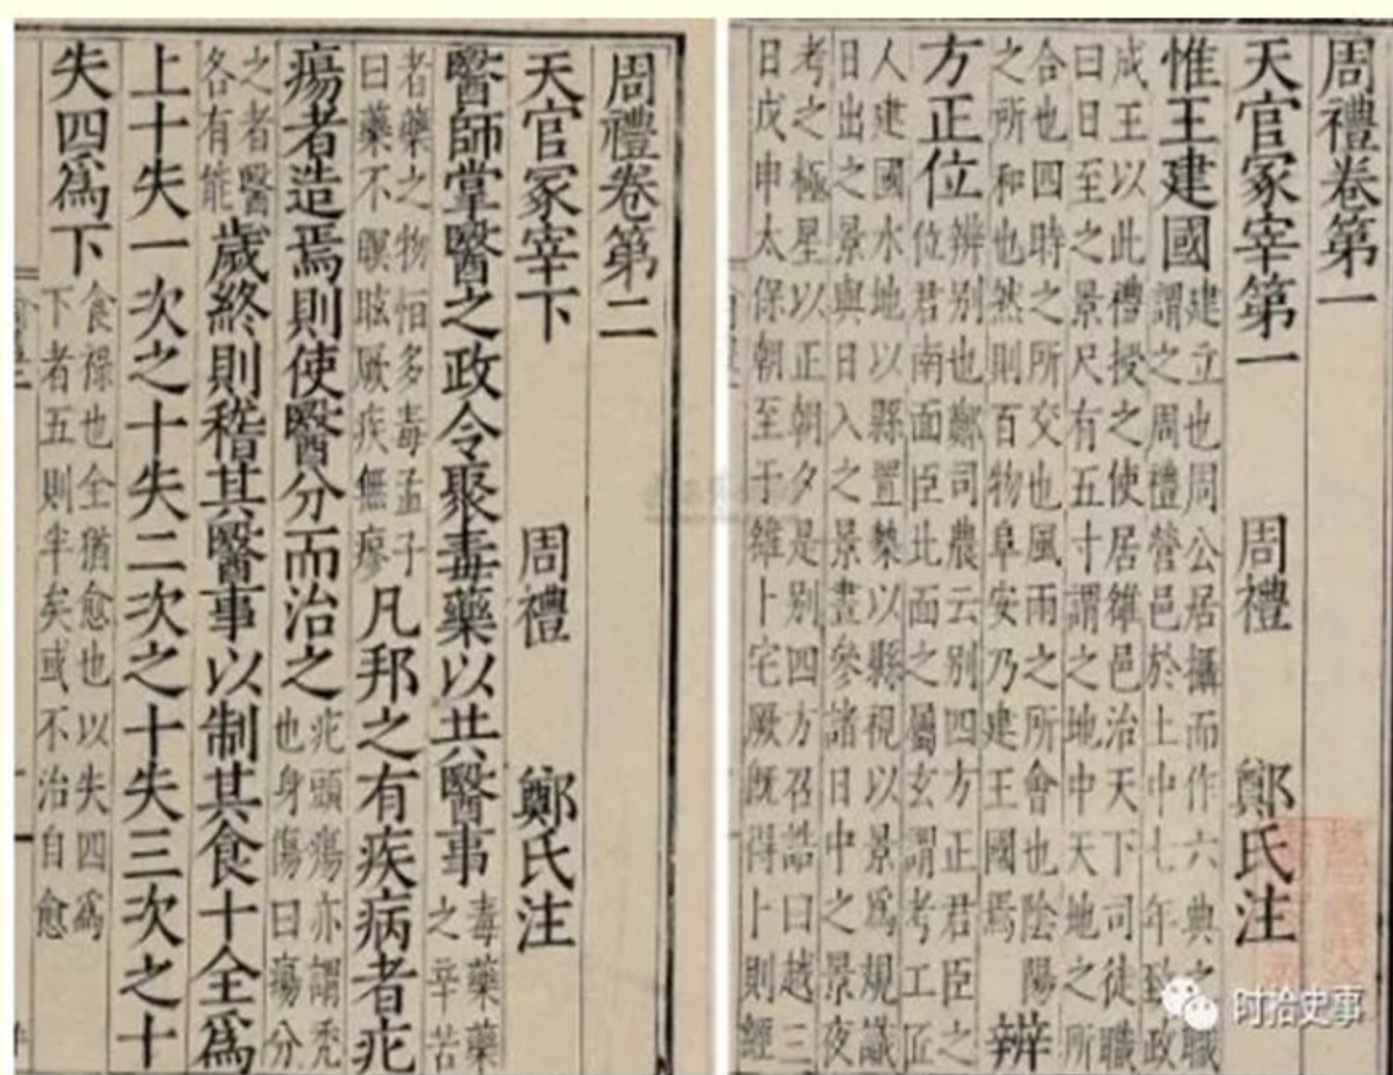 周禮卷第一
天官冢宰第一 周禮 鄭氏注
惟王建國
建立也周公居攝而作六典之職
謂之周禮營邑於土中七年致政
成王以此禮授之使居雒邑治天下司徒職
曰日至之景尺有五寸謂之地中天地之所
合也四時之所交也風雨之所會也陰陽
之所和也然則百物阜安乃建王國焉
辨
方正位
辨別也鄭司農云別四方正君臣之
位君南面臣北面之屬玄謂考工匠
人建國水地以縣置槷以縣視以景爲規識
日出之景與日入之景晝參諸日中之景夜
考之極星以正朝夕是別四方召誥曰越三
日戊申太保朝至于雒卜宅厥旣得卜則經
周禮卷第二
天官冢宰下 周禮 鄭氏注
醫師掌醫之政令聚毒藥以共醫事
毒藥藥
之辛苦
者藥之物恒多毒孟子
曰藥不瞑眩厥疾無瘳
凡邦之有疾病者疕
瘍者造焉則使醫分而治之
疕頭瘍亦謂禿
也身傷曰瘍分
之者醫
各有能
歲終則稽其醫事以制其食十全爲
上十失一次之十失二次之十失三次之十
失四爲下
食祿也全猶愈也以失四爲
下者五則半矣或不治自愈
时拾史事